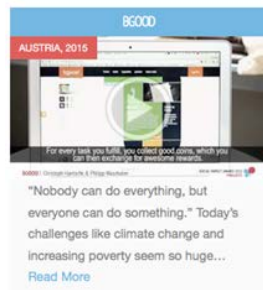 BGOOD
AUSTRIA, 2015
bgood
For every task you fulfill, you collect good coins, which you
can then exchange for awesome rewards.
"Nobody can do everything, but
everyone can do something." Today's
challenges like climate change and
increasing poverty seem so huge...
Read More